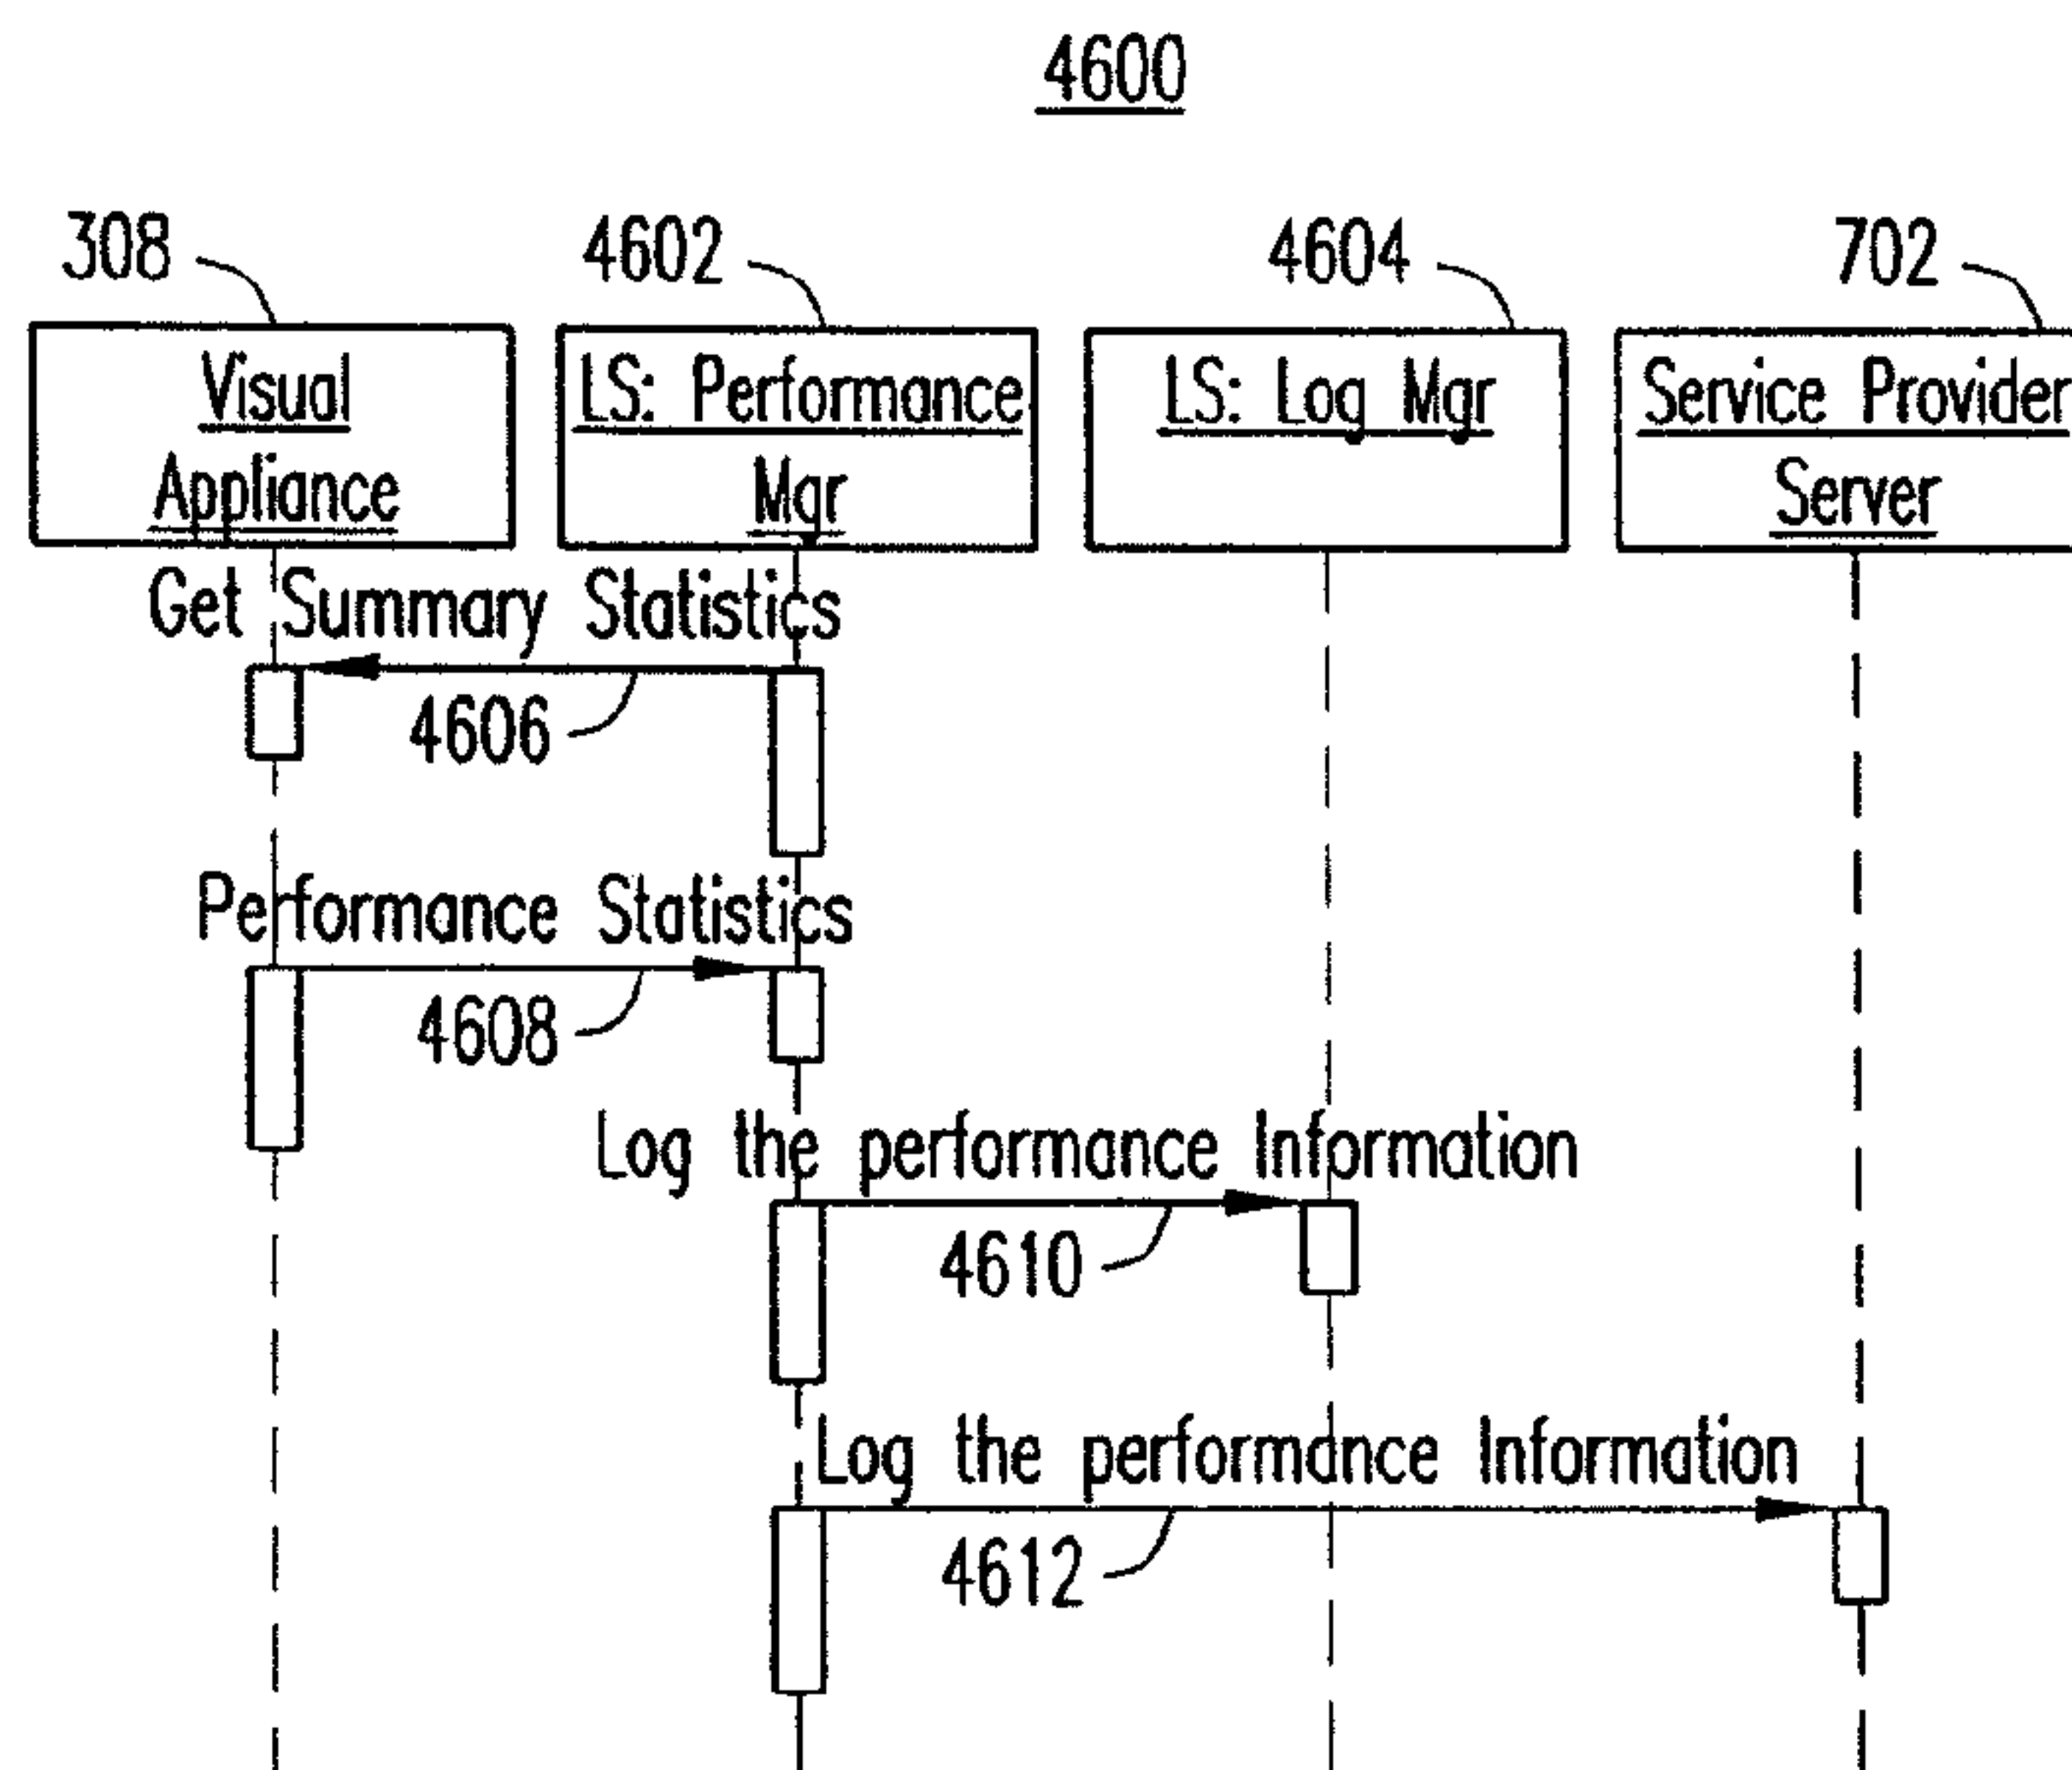 4600
308
4602
4604
702
Visual
Appliance
LS: Performance
Mgr
LS: Log Mgr
Service Provider
Server
Get Summary Statistics
4606
Performance Statistics
4608
Log the performance Information
4610
Log the performance Information
4612